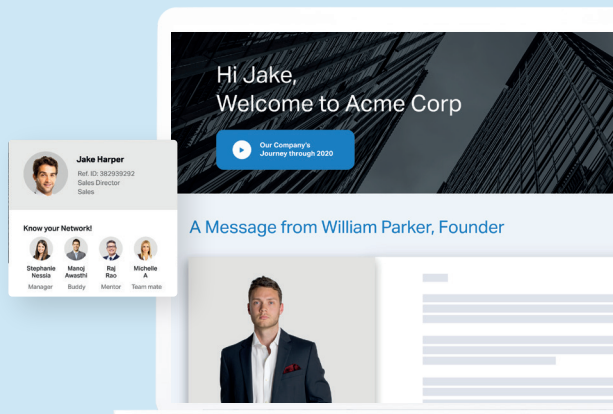 Hi Jake,
Welcome to Acme Corp
Our Company's
Journey through 2020
Jake Harper
Ref. ID: 382939292
Sales Director
Sales
Know your Network!
Stephanie
Nessia
Manager
Manoj
Awasthi
Buddy
Raj
Rao
Mentor
Michelle
A
Team mate
A Message from William Parker, Founder